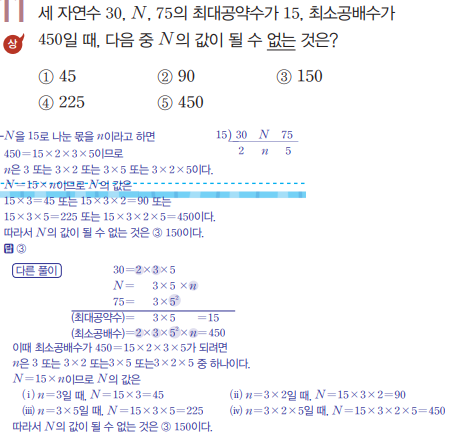 11
상
세 자연수 30, N, 75의 최대공약수가 15, 최소공배수가
450일 때, 다음 중 N의 값이 될 수 없는 것은?
① 45 ② 90 ③ 150
④ 225 ⑤ 450
N을 15로 나눈 몫을 n이라고 하면
15) 30 N 75
2 n 5
450=15×2×3×5이므로
n은 3 또는 3×2 또는 3×5 또는 3×2×5이다.
N=15×n이므로 N의 값은
15×3=45 또는 15×3×2=90 또는
15×3×5=225 또는 15×3×2×5=450이다.
따라서 N의 값이 될 수 없는 것은 ③ 150이다.
답 ③
다른 풀이
30=2×3×5
N= 3×5×n
75= 3×5²
(최대공약수)= 3×5 =15
(최소공배수)=2×3×5²×n=450
이때 최소공배수가 450=15×2×3×5가 되려면
n은 3 또는 3×2 또는3×5 또는3×2×5 중 하나이다.
N=15×n이므로 N의 값은
(ⅰ) n=3일 때, N=15×3=45 (ⅱ) n=3×2일 때, N=15×3×2=90
(ⅲ) n=3×5일 때, N=15×3×5=225 (ⅳ) n=3×2×5일 때, N=15×3×2×5=450
따라서 N의 값이 될 수 없는 것은 ③ 150이다.